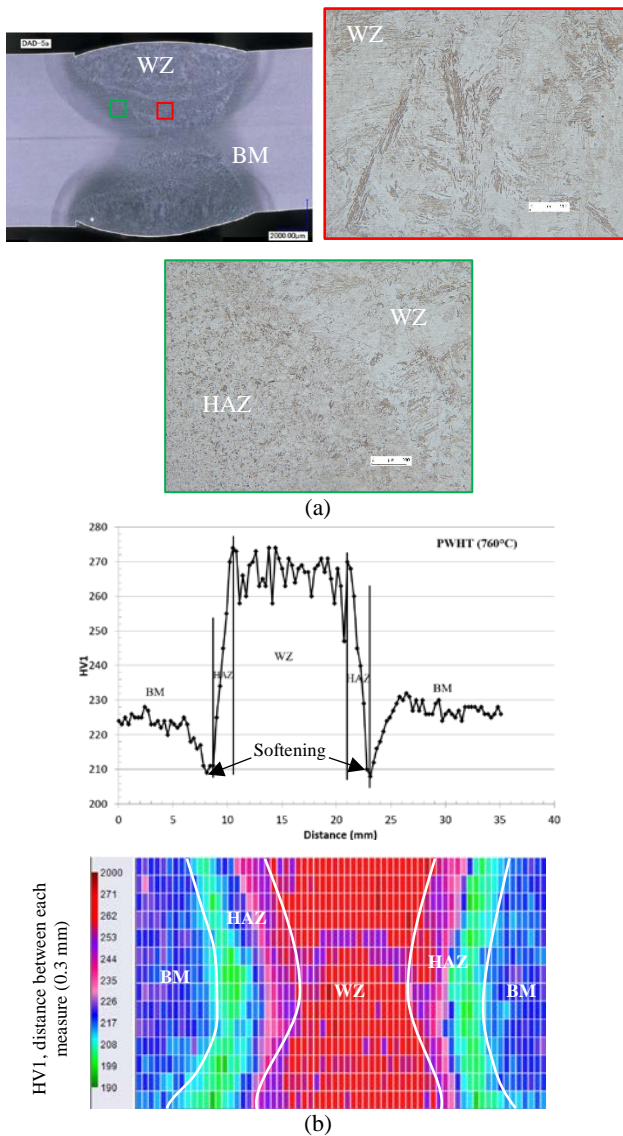 DAD-5a
WZ
BM
2000.00μm
WZ
WZ
HAZ
(a)
PWHT (760°C)
280
270
260
250
240
230
220
210
200
HV1
BM
HAZ
WZ
HAZ
BM
Softening
0
5
10
15
20
25
30
35
40
Distance (mm)
HV1, distance between each
measure (0.3 mm)
2000
271
262
253
244
235
226
217
208
199
190
BM
HAZ
WZ
HAZ
BM
(b)